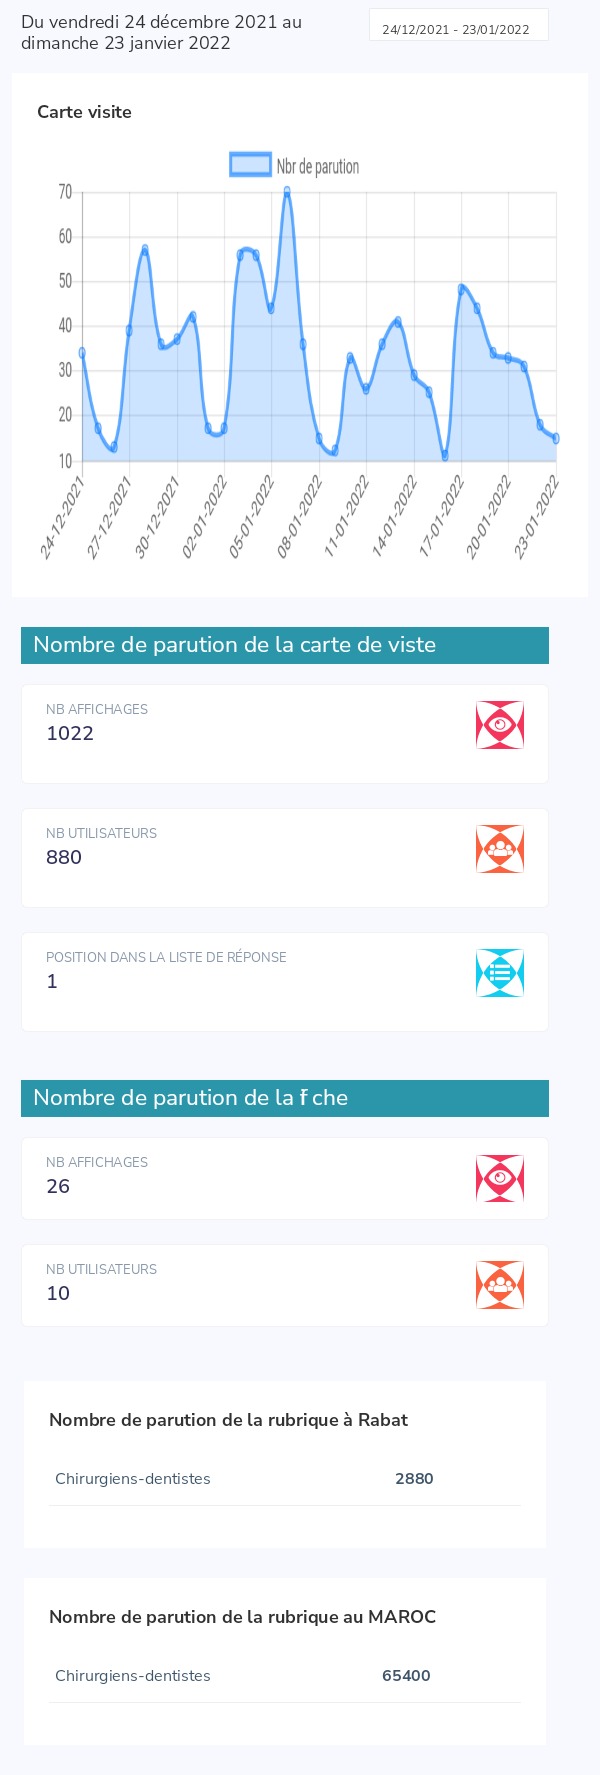 Du vendredi 24 décembre 2021 au
dimanche 23 janvier 2022
24/12/2021 - 23/01/2022
Carte visite
Nbr de parution
70
60
50
40
30
20
10
24-12-2021
27-12-2021
30-12-2021
02-01-2022
05-01-2022
08-01-2022
11-01-2022
14-01-2022
17-01-2022
20-01-2022
23-01-2022
Nombre de parution de la carte de viste
NB AFFICHAGES
1022
NB UTILISATEURS
880
POSITION DANS LA LISTE DE RÉPONSE
1
Nombre de parution de la f che
NB AFFICHAGES
26
NB UTILISATEURS
10
Nombre de parution de la rubrique à Rabat
Chirurgiens-dentistes 2880
Nombre de parution de la rubrique au MAROC
Chirurgiens-dentistes 65400